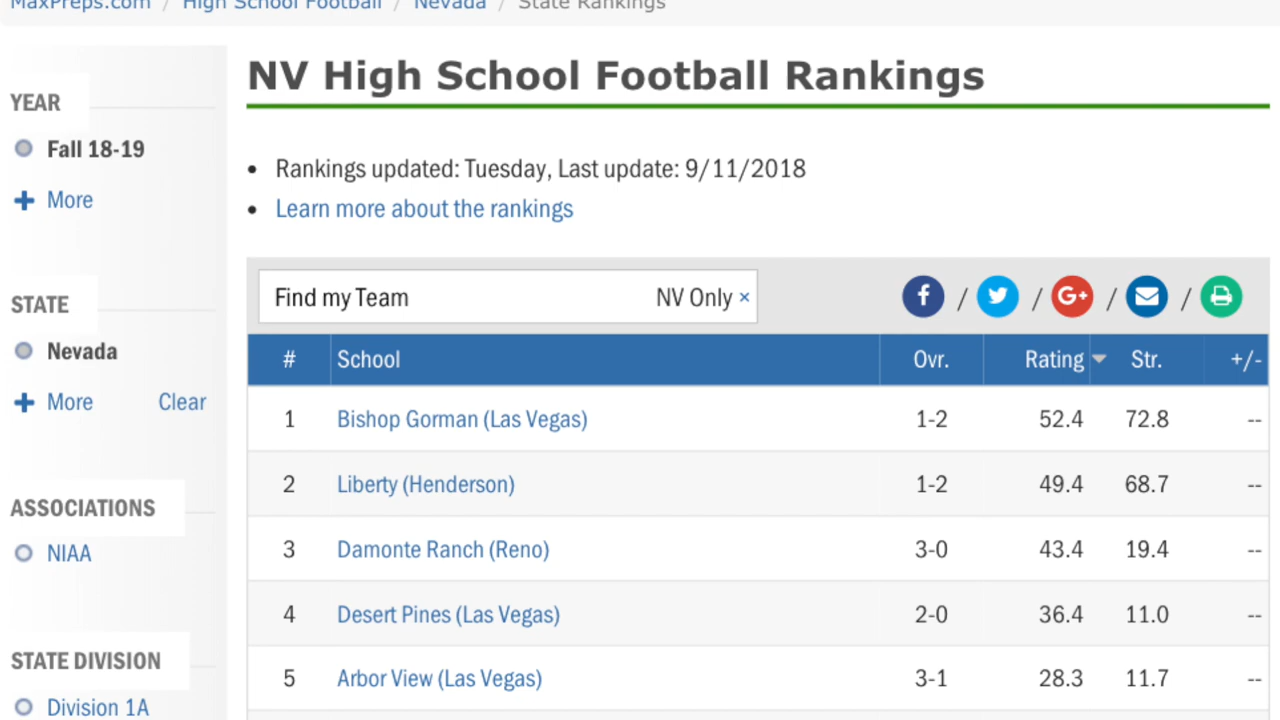 MaxPreps.com / High School Football / Nevada / State Rankings
NV High School Football Rankings
YEAR
Fall 18-19
+ More
STATE
Nevada
+ More Clear
ASSOCIATIONS
NIAA
STATE DIVISION
Division 1A
• Rankings updated: Tuesday, Last update: 9/11/2018
• Learn more about the rankings
Find my Team NV Only ×
f / / G+ / /
# School Ovr. Rating Str. +/-
1 Bishop Gorman (Las Vegas) 1-2 52.4 72.8 --
2 Liberty (Henderson) 1-2 49.4 68.7 --
3 Damonte Ranch (Reno) 3-0 43.4 19.4 --
4 Desert Pines (Las Vegas) 2-0 36.4 11.0 --
5 Arbor View (Las Vegas) 3-1 28.3 11.7 --